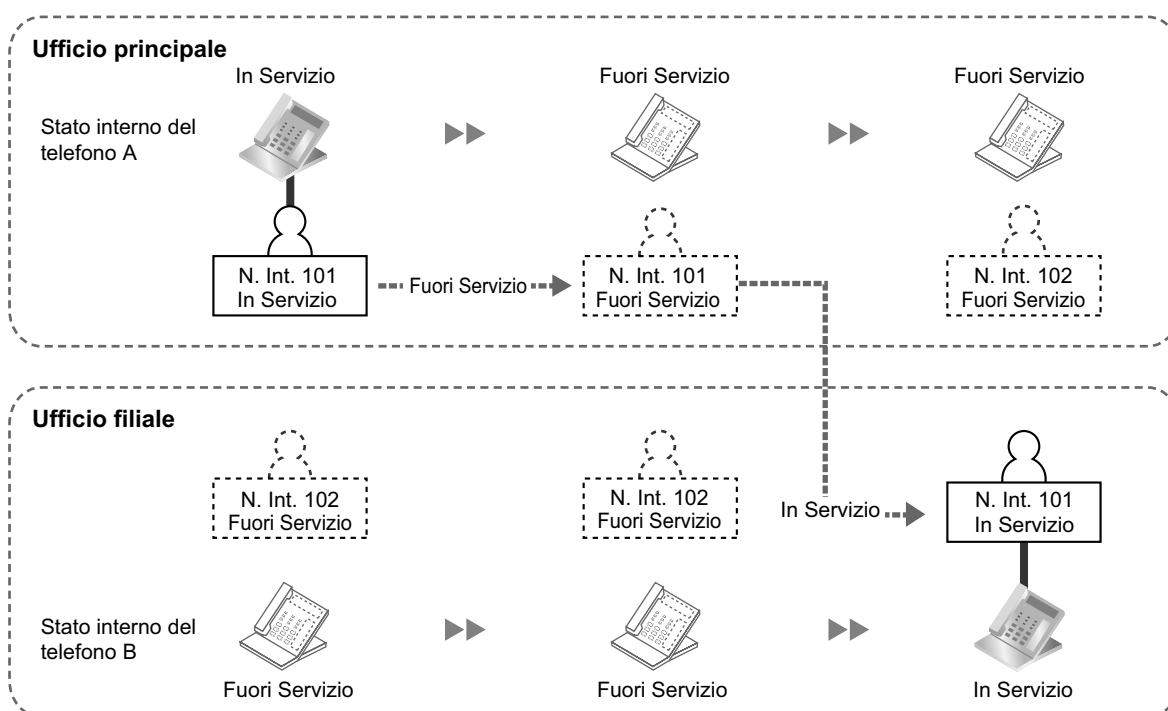 Ufficio principale
In Servizio
Fuori Servizio
Fuori Servizio
Stato interno del
telefono A
N. Int. 101
In Servizio
Fuori Servizio
N. Int. 101
Fuori Servizio
N. Int. 102
Fuori Servizio
Ufficio filiale
N. Int. 102
Fuori Servizio
N. Int. 102
Fuori Servizio
In Servizio
N. Int. 101
In Servizio
Stato interno del
telefono B
Fuori Servizio
Fuori Servizio
In Servizio